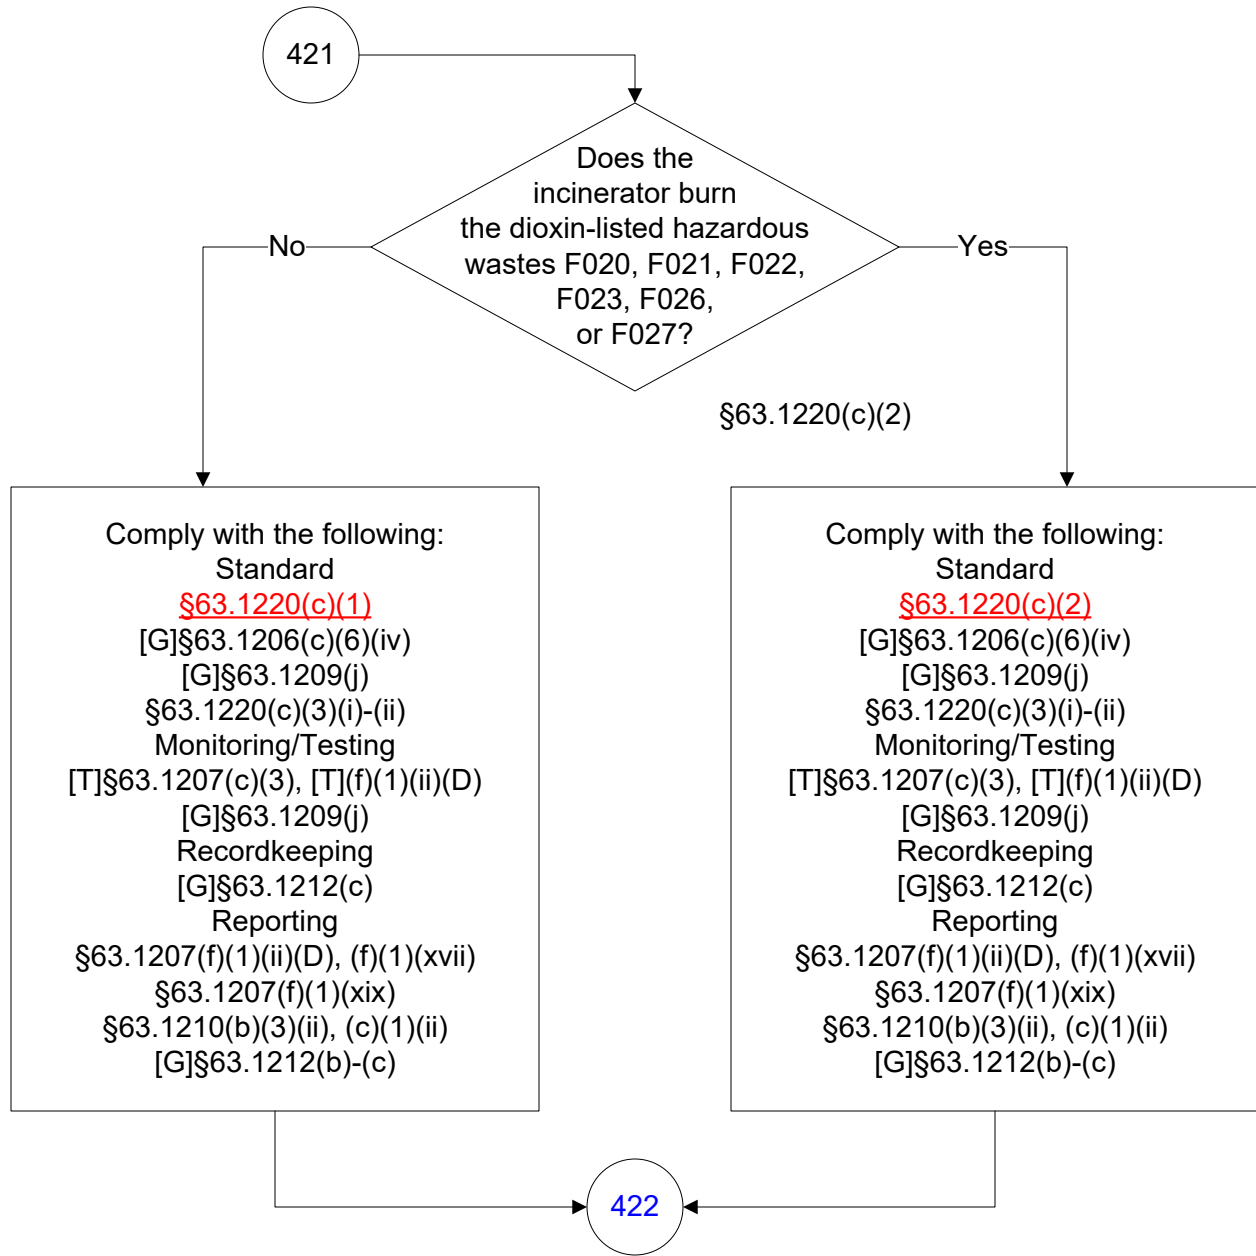 421
Does the
incinerator burn
the dioxin-listed hazardous
wastes F020, F021, F022,
F023, F026,
or F027?
No
Yes
§63.1220(c)(2)
Comply with the following:
Standard
§63.1220(c)(1)
[G]§63.1206(c)(6)(iv)
[G]§63.1209(j)
§63.1220(c)(3)(i)-(ii)
Monitoring/Testing
[T]§63.1207(c)(3), [T](f)(1)(ii)(D)
[G]§63.1209(j)
Recordkeeping
[G]§63.1212(c)
Reporting
§63.1207(f)(1)(ii)(D), (f)(1)(xvii)
§63.1207(f)(1)(xix)
§63.1210(b)(3)(ii), (c)(1)(ii)
[G]§63.1212(b)-(c)
Comply with the following:
Standard
§63.1220(c)(2)
[G]§63.1206(c)(6)(iv)
[G]§63.1209(j)
§63.1220(c)(3)(i)-(ii)
Monitoring/Testing
[T]§63.1207(c)(3), [T](f)(1)(ii)(D)
[G]§63.1209(j)
Recordkeeping
[G]§63.1212(c)
Reporting
§63.1207(f)(1)(ii)(D), (f)(1)(xvii)
§63.1207(f)(1)(xix)
§63.1210(b)(3)(ii), (c)(1)(ii)
[G]§63.1212(b)-(c)
422